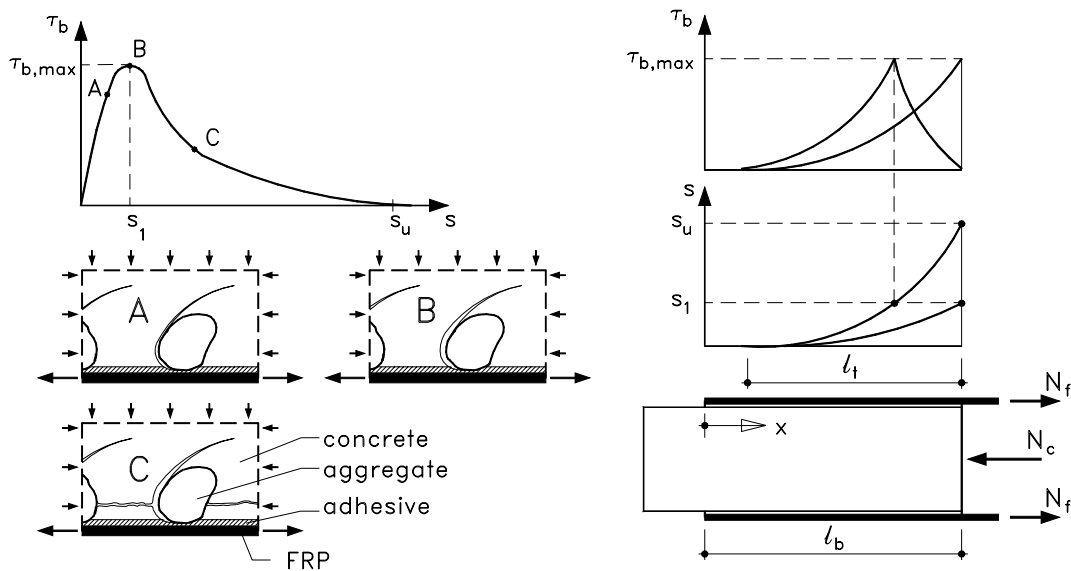 τb
B
τb,max
A
C
s1
su
s
A
B
C
concrete
aggregate
adhesive
FRP
τb
τb,max
s
su
s1
lt
Nf
x
Nc
Nf
lb